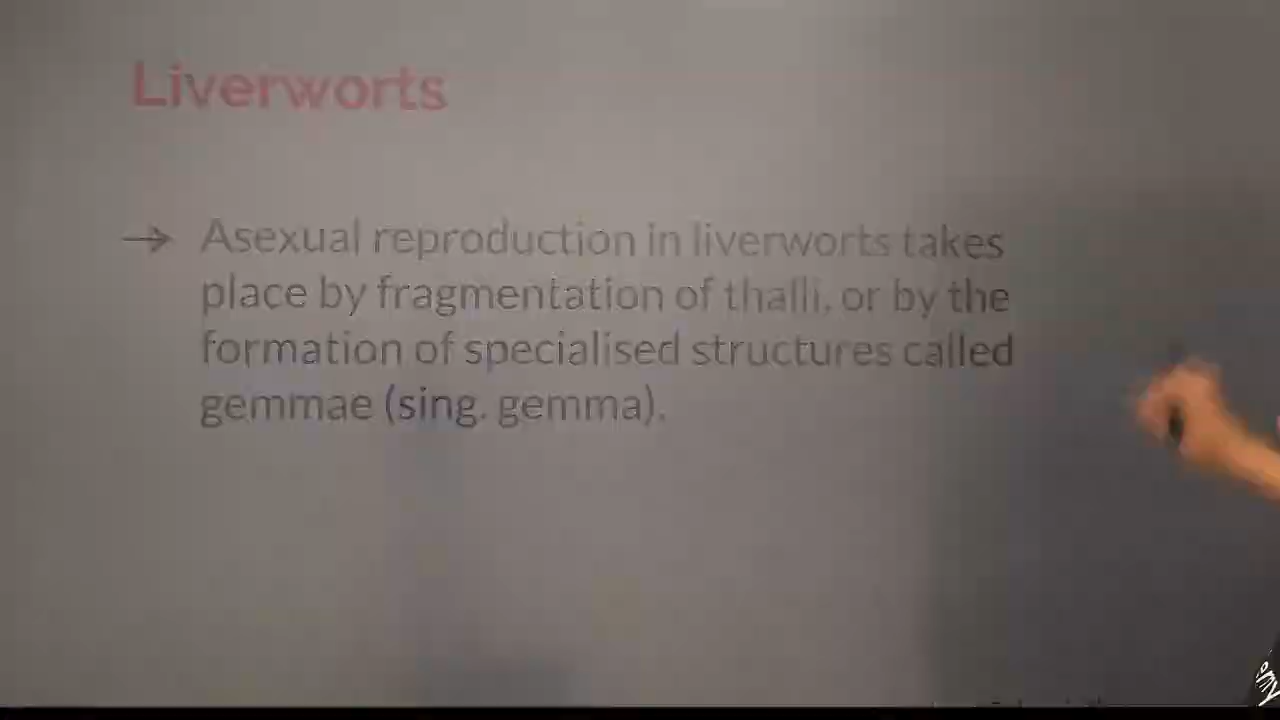 Liverworts
→ Asexual reproduction in liverworts takes
place by fragmentation of thalli, or by the
formation of specialised structures called
gemmae (sing. gemma).